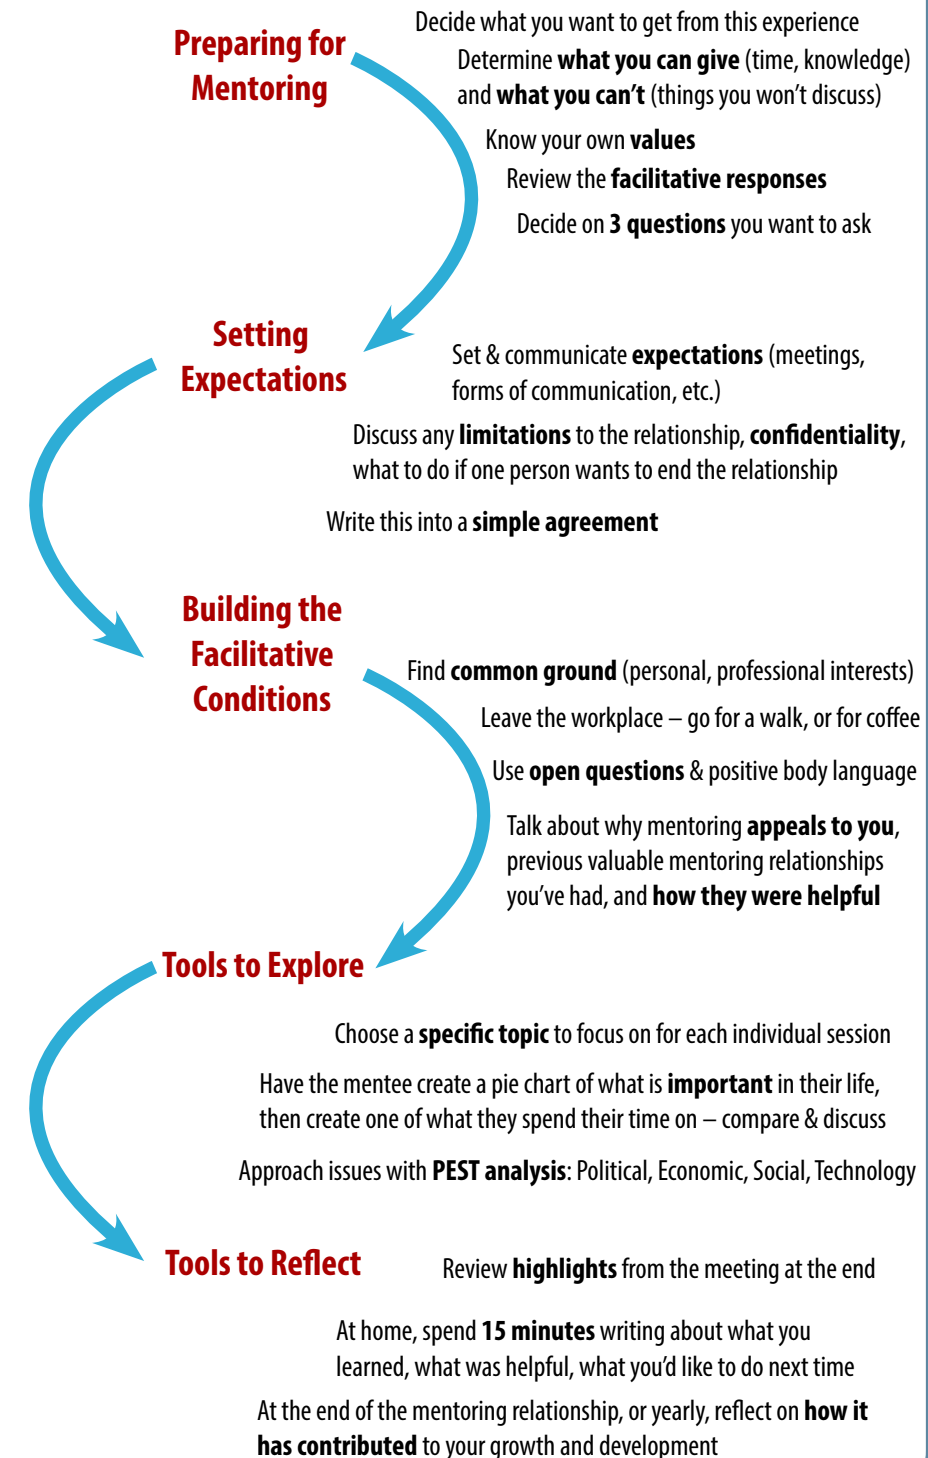 Preparing for
Mentoring
Decide what you want to get from this experience
Determine what you can give (time, knowledge)
and what you can't (things you won't discuss)
Know your own values
Review the facilitative responses
Decide on 3 questions you want to ask
Setting
Expectations
Set & communicate expectations (meetings,
forms of communication, etc.)
Discuss any limitations to the relationship, confidentiality,
what to do if one person wants to end the relationship
Write this into a simple agreement
Building the
Facilitative
Conditions
Find common ground (personal, professional interests)
Leave the workplace – go for a walk, or for coffee
Use open questions & positive body language
Talk about why mentoring appeals to you,
previous valuable mentoring relationships
you've had, and how they were helpful
Tools to Explore
Choose a specific topic to focus on for each individual session
Have the mentee create a pie chart of what is important in their life,
then create one of what they spend their time on – compare & discuss
Approach issues with PEST analysis: Political, Economic, Social, Technology
Tools to Reflect
Review highlights from the meeting at the end
At home, spend 15 minutes writing about what you
learned, what was helpful, what you'd like to do next time
At the end of the mentoring relationship, or yearly, reflect on how it
has contributed to your growth and development